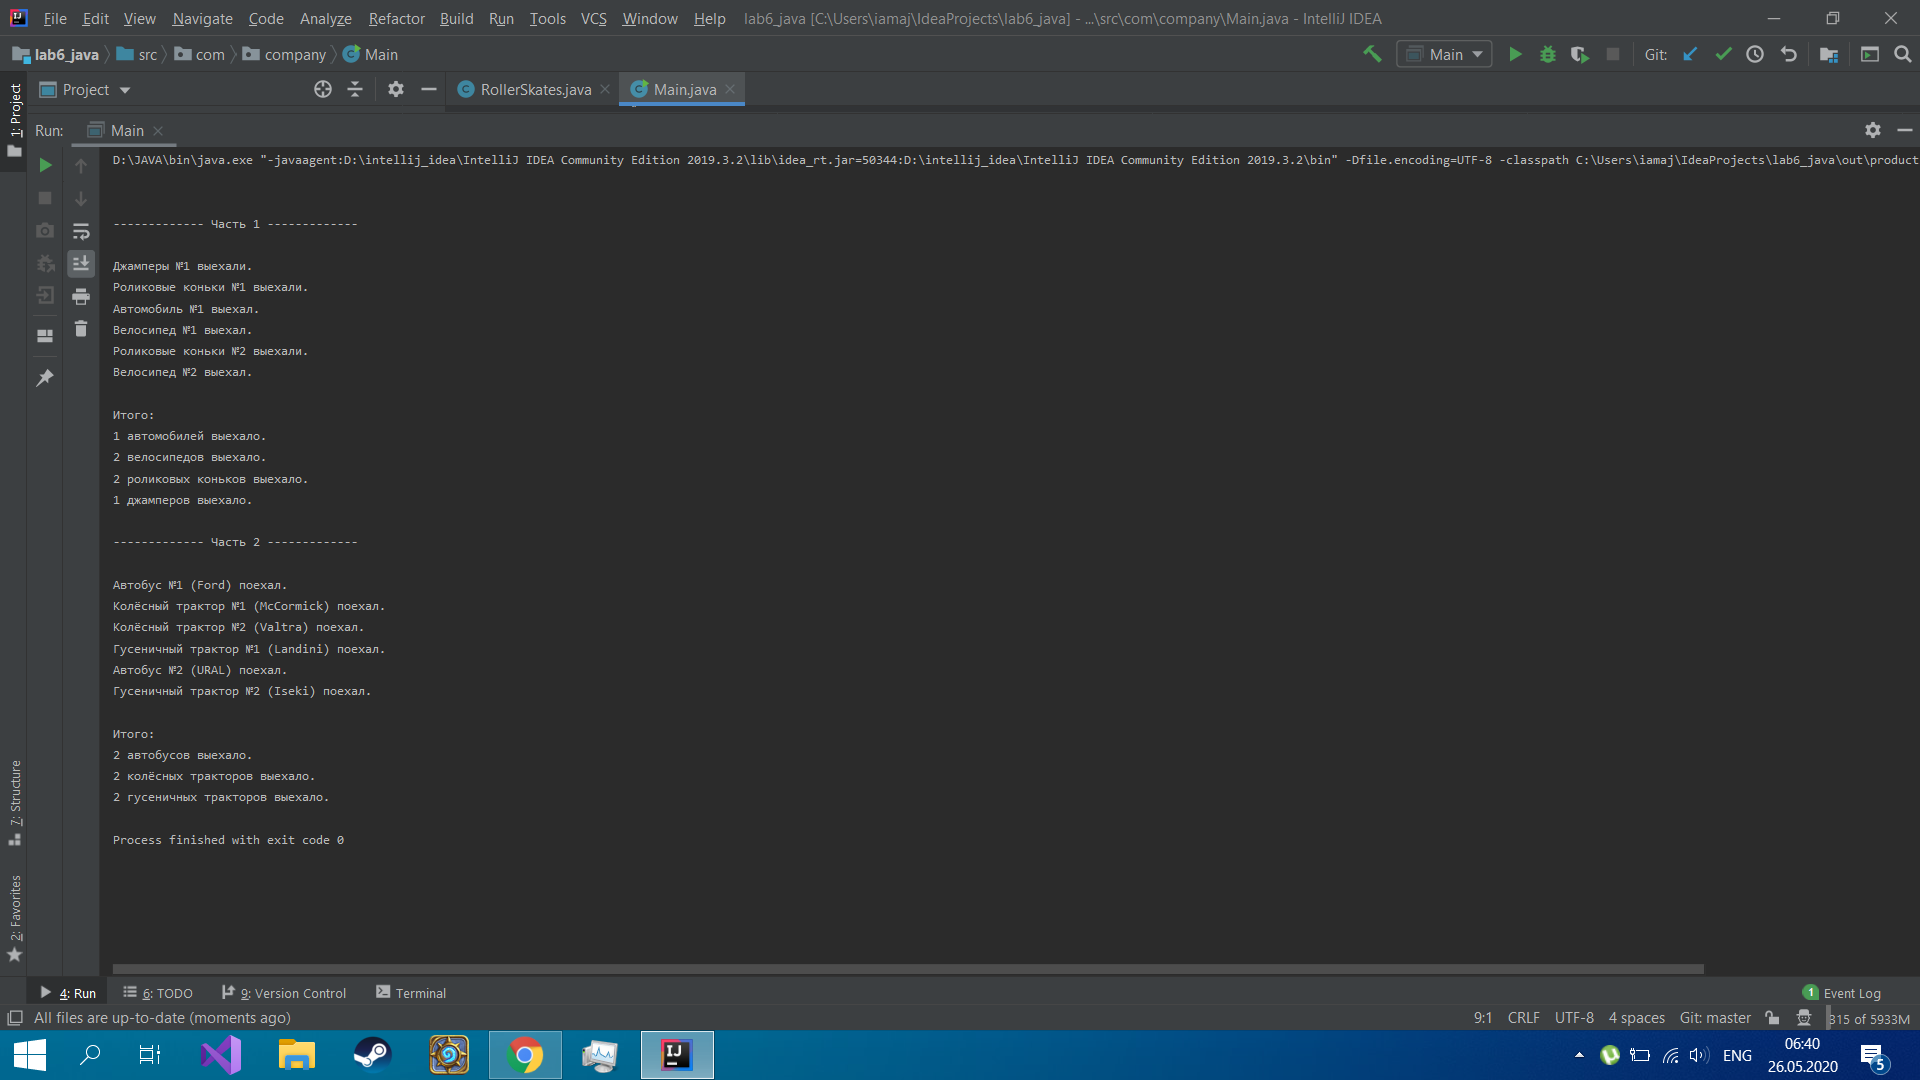 File Edit View Navigate Code Analyze Refactor Build Run Tools VCS Window Help lab6_java [C:\Users\iamaj\IdeaProjects\lab6_java] - ...\src\com\company\Main.java - IntelliJ IDEA
lab6_java src com company Main Main Git:
1: Project
Project RollerSkates.java Main.java
Run: Main
D:\JAVA\bin\java.exe "-javaagent:D:\intellij_idea\IntelliJ IDEA Community Edition 2019.3.2\lib\idea_rt.jar=50344:D:\intellij_idea\IntelliJ IDEA Community Edition 2019.3.2\bin" -Dfile.encoding=UTF-8 -classpath C:\Users\iamaj\IdeaProjects\lab6_java\out\product
------------- Часть 1 -------------
Джамперы №1 выехали.
Роликовые коньки №1 выехали.
Автомобиль №1 выехал.
Велосипед №1 выехал.
Роликовые коньки №2 выехали.
Велосипед №2 выехал.
Итого:
1 автомобилей выехало.
2 велосипедов выехало.
2 роликовых коньков выехало.
1 джамперов выехало.
------------- Часть 2 -------------
Автобус №1 (Ford) поехал.
Колёсный трактор №1 (McCormick) поехал.
Колёсный трактор №2 (Valtra) поехал.
Гусеничный трактор №1 (Landini) поехал.
Автобус №2 (URAL) поехал.
Гусеничный трактор №2 (Iseki) поехал.
Итого:
2 автобусов выехало.
2 колёсных тракторов выехало.
2 гусеничных тракторов выехало.
Process finished with exit code 0
7: Structure
2: Favorites
4: Run 6: TODO 9: Version Control Terminal 1 Event Log
All files are up-to-date (moments ago) 9:1 CRLF UTF-8 4 spaces Git: master 815 of 5933M
IJ ENG 06:40
26.05.2020 5